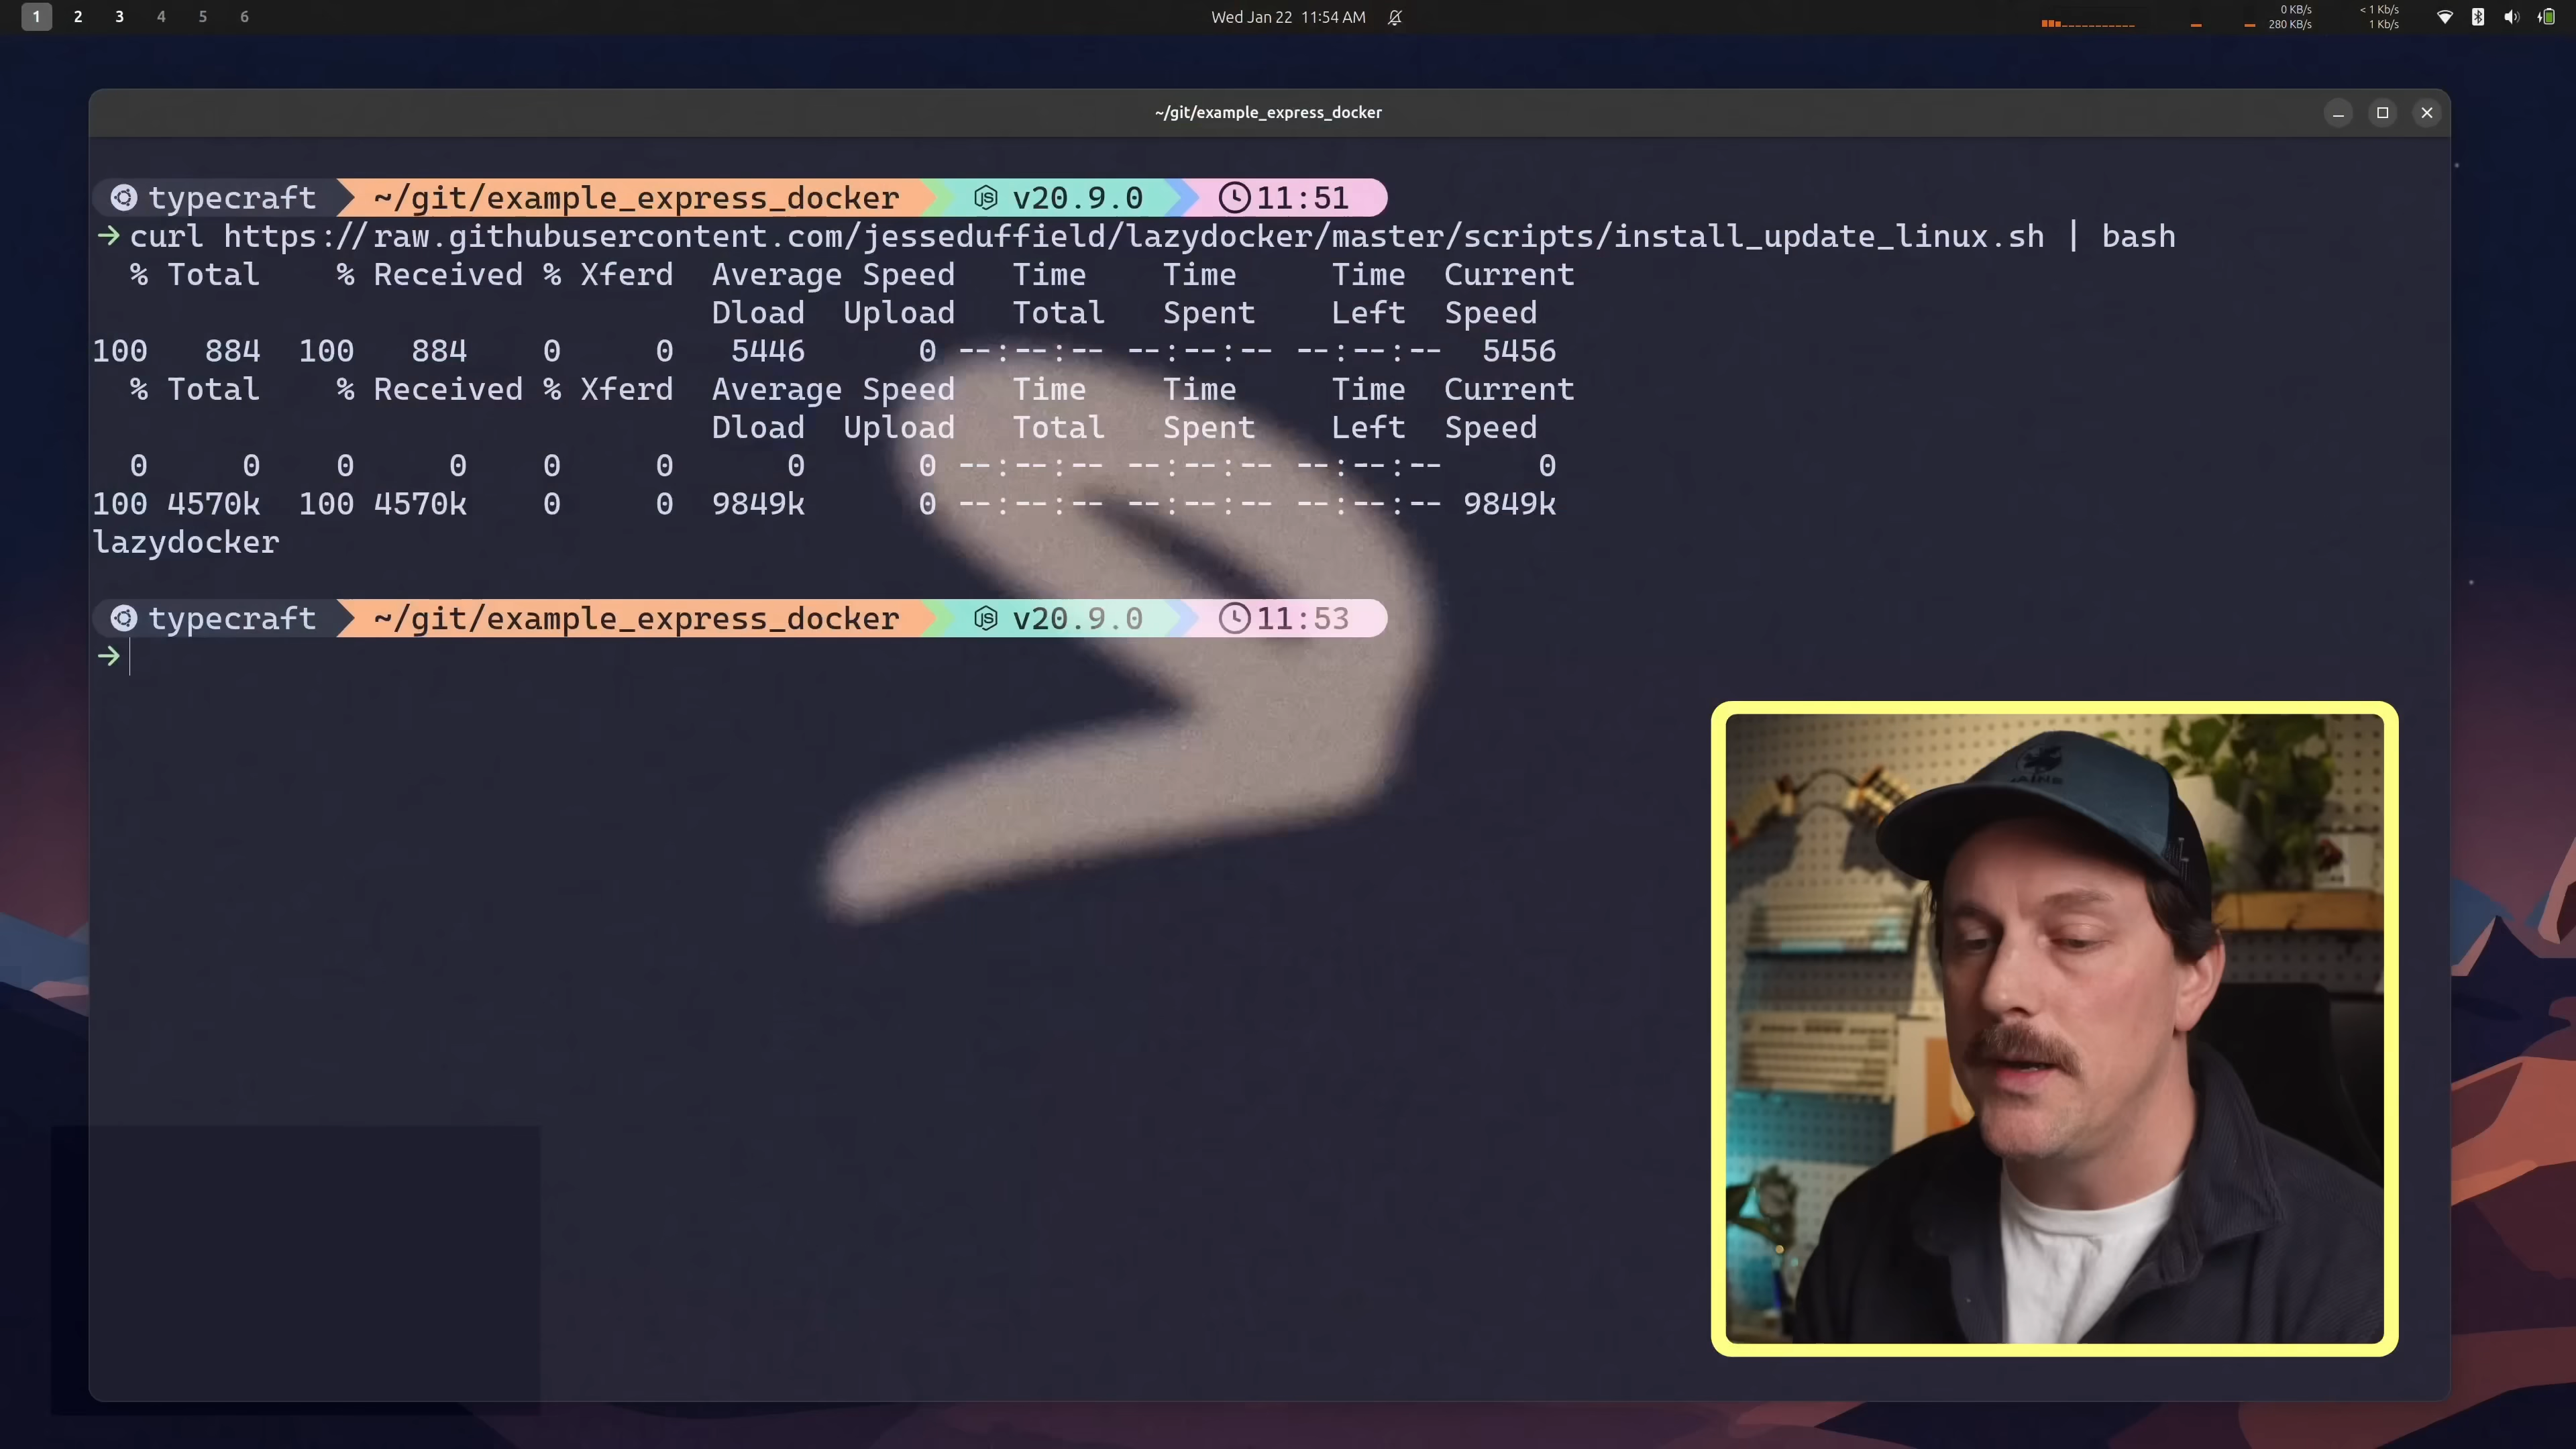 1 2 3 4 5 6
Wed Jan 22 11:54 AM
0 KB/s < 1 Kb/s
280 KB/s 1 Kb/s
~/git/example_express_docker
typecraft ~/git/example_express_docker v20.9.0 11:51
→ curl https://raw.githubusercontent.com/jesseduffield/lazydocker/master/scripts/install_update_linux.sh | bash
% Total % Received % Xferd Average Speed Time Time Time Current
Dload Upload Total Spent Left Speed
100 884 100 884 0 0 5446 0 --:--:-- --:--:-- --:--:-- 5456
% Total % Received % Xferd Average Speed Time Time Time Current
Dload Upload Total Spent Left Speed
0 0 0 0 0 0 0 0 --:--:-- --:--:-- --:--:-- 0
100 4570k 100 4570k 0 0 9849k 0 --:--:-- --:--:-- --:--:-- 9849k
lazydocker
typecraft ~/git/example_express_docker v20.9.0 11:53
→